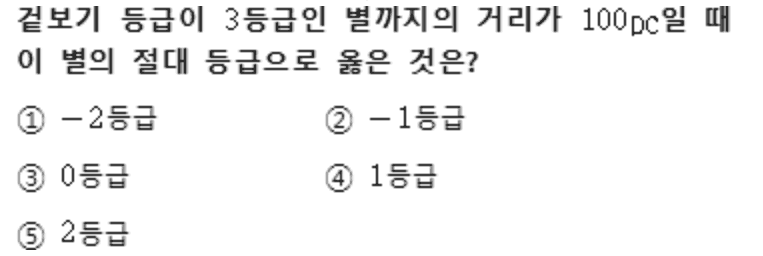 겉보기 등급이 3등급인 별까지의 거리가 100pc일 때
이 별의 절대 등급으로 옳은 것은?
① －2등급 ② －1등급
③ 0등급 ④ 1등급
⑤ 2등급